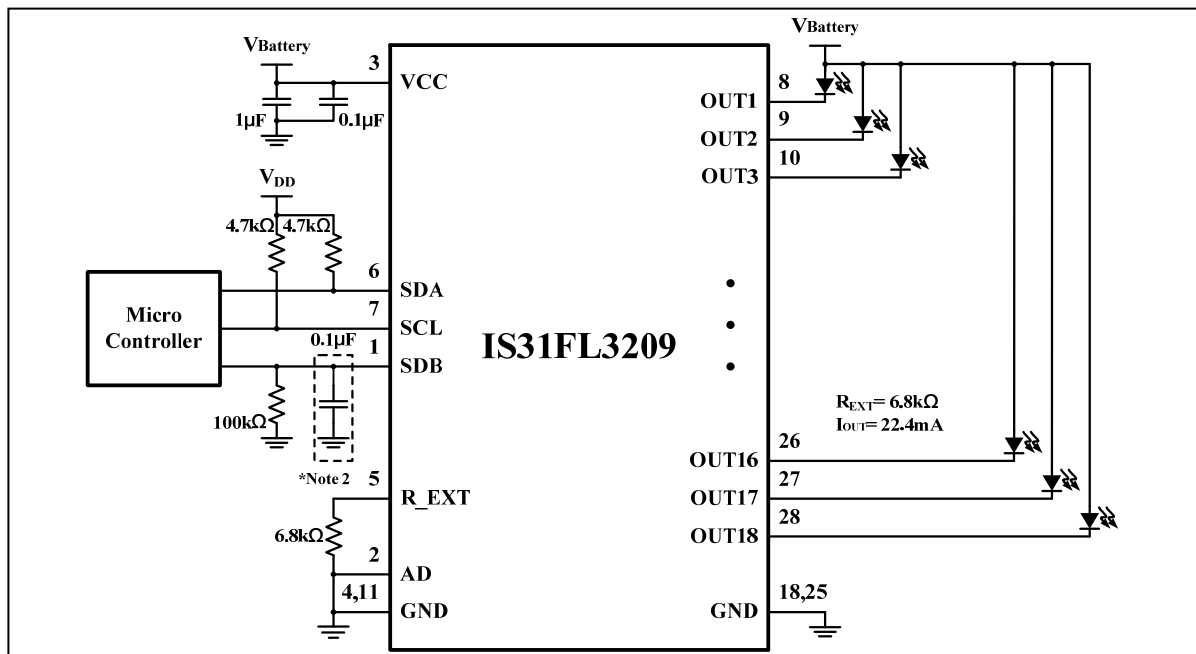 VBattery
3
VCC
1µF
0.1µF
VDD
4.7kΩ
4.7kΩ
Micro
Controller
6
SDA
7
SCL
0.1µF
1
SDB
100kΩ
*Note 2
5
R_EXT
6.8kΩ
2
AD
4,11
GND
IS31FL3209
VBattery
8
OUT1
9
OUT2
10
OUT3
REXT= 6.8kΩ
IOUT= 22.4mA
26
OUT16
27
OUT17
28
OUT18
18,25
GND